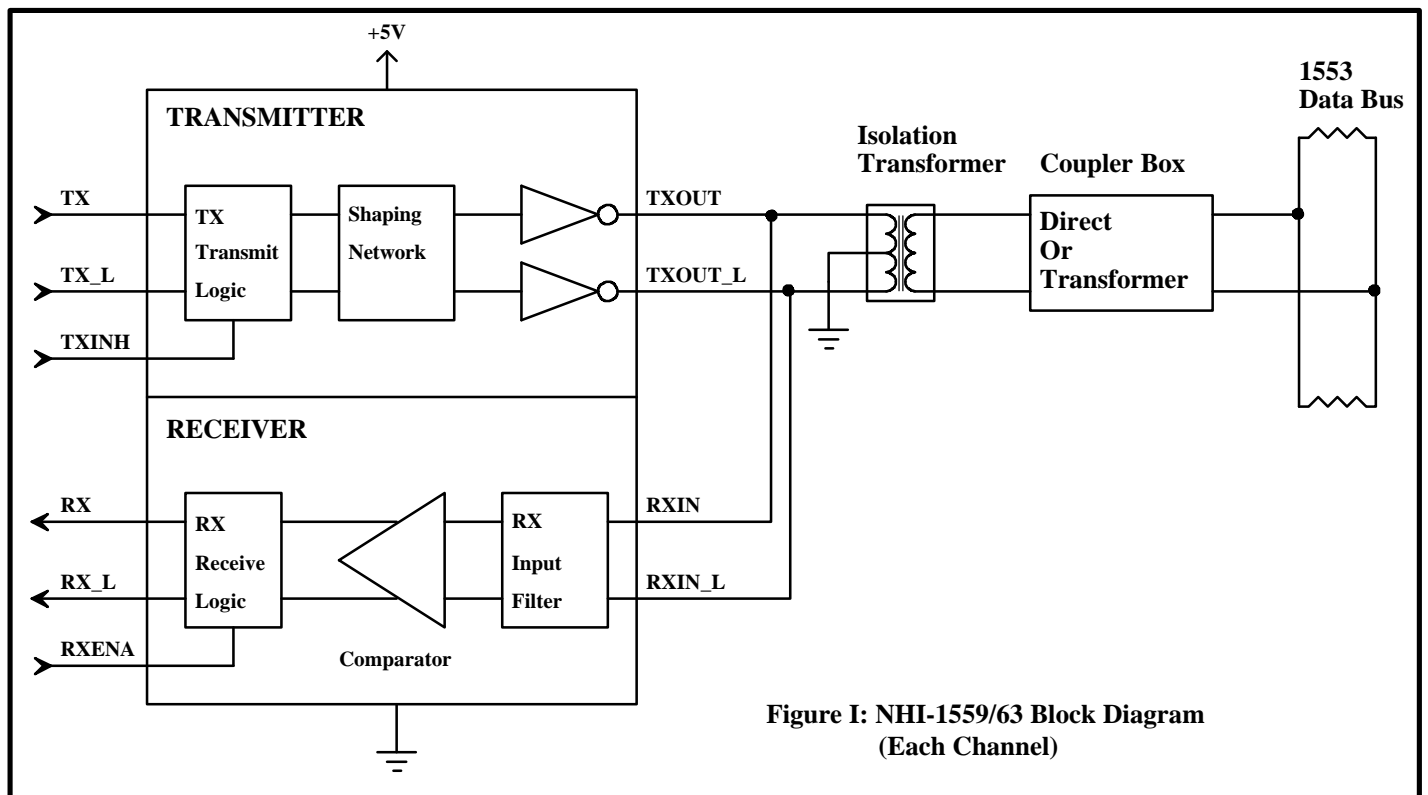 +5V
TRANSMITTER
TX
TX_L
TXINH
TX
Transmit
Logic
Shaping
Network
TXOUT
TXOUT_L
Isolation
Transformer
Coupler Box
Direct
Or
Transformer
1553
Data Bus
RECEIVER
RX
RX_L
RXENA
RX
Receive
Logic
Comparator
RX
Input
Filter
RXIN
RXIN_L
Figure I: NHI-1559/63 Block Diagram
(Each Channel)